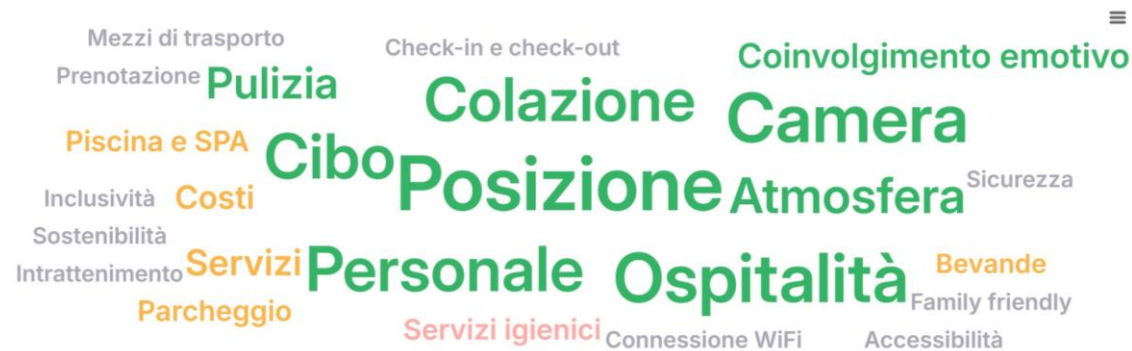 Mezzi di trasporto
Check-in e check-out
Coinvolgimento emotivo
Prenotazione
Pulizia
Colazione
Camera
Piscina e SPA
Cibo
Posizione
Atmosfera
Sicurezza
Inclusività
Costi
Sostenibilità
Intrattenimento
Servizi
Personale
Ospitalità
Bevande
Parcheggio
Family friendly
Servizi igienici
Connessione WiFi
Accessibilità